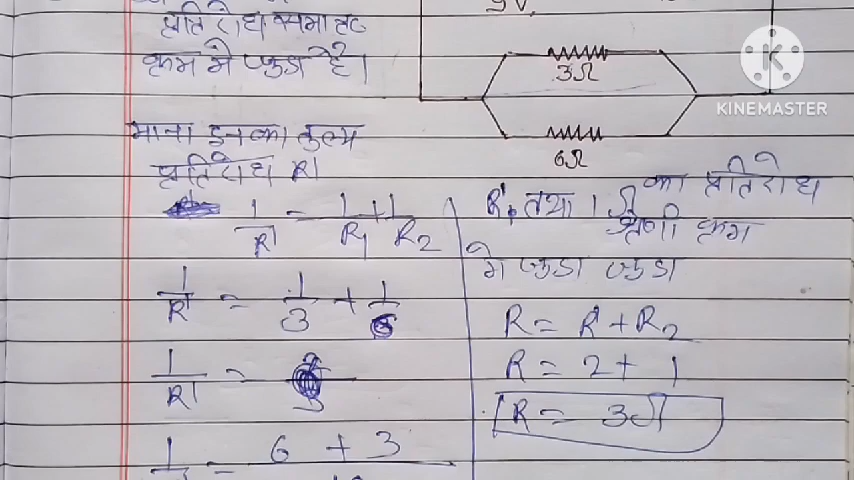 9V,
प्रतिरोध समान्तर
क्रम में जुडा है।
3Ω
6Ω
KINEMASTER
माना इनका तुल्य
प्रतिरोध R'
1/R' = 1/R1 + 1/R2
1/R' = 1/3 + 1/6
1/R' =
1 = 6 + 3
R', तथा 1Ω का प्रतिरोध
श्रेणी क्रम
मे जुडा जुडा
R = R' + R2
R = 2 + 1
R = 3Ω